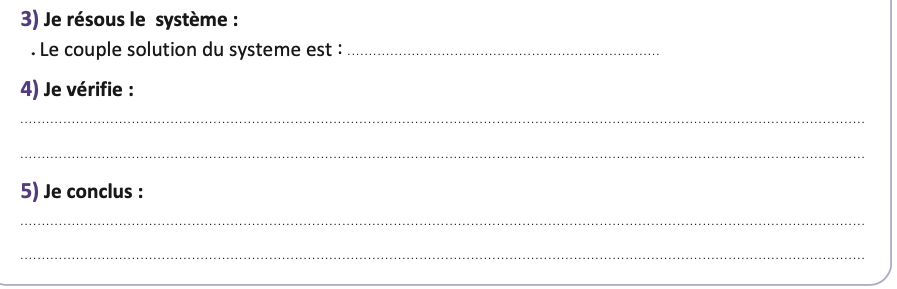 3) Je résous le système :
. Le couple solution du systeme est : ........................................................................
4) Je vérifie :
................................................................................................................................................................
................................................................................................................................................................
5) Je conclus :
................................................................................................................................................................
................................................................................................................................................................